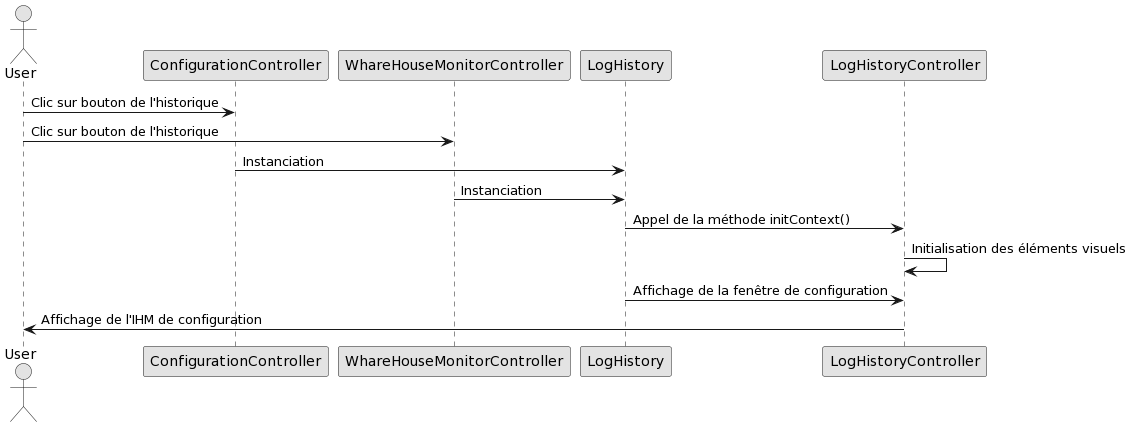 User
ConfigurationController
WhareHouseMonitorController
LogHistory
LogHistoryController
Clic sur bouton de l'historique
Clic sur bouton de l'historique
Instanciation
Instanciation
Appel de la méthode initContext()
Initialisation des éléments visuels
Affichage de la fenêtre de configuration
Affichage de l'IHM de configuration
User
ConfigurationController
WhareHouseMonitorController
LogHistory
LogHistoryController